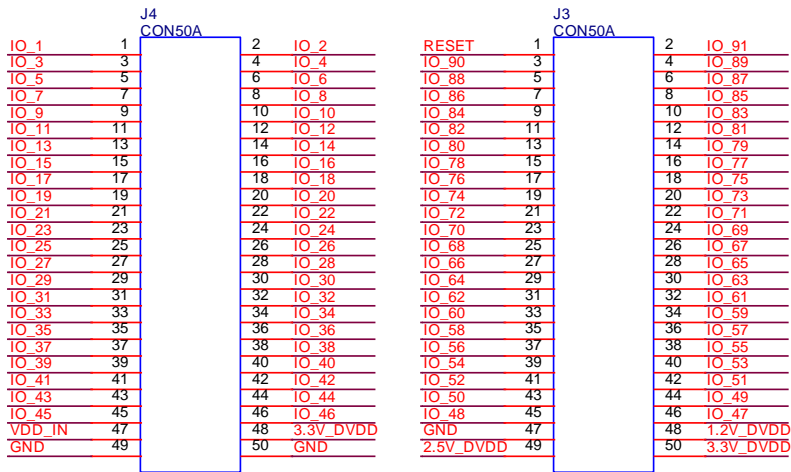 J4 J3
CON50A CON50A
IO_1 1 2 IO_2 RESET 1 2 IO_91
IO_3 3 4 IO_4 IO_90 3 4 IO_89
IO_5 5 6 IO_6 IO_88 5 6 IO_87
IO_7 7 8 IO_8 IO_86 7 8 IO_85
IO_9 9 10 IO_10 IO_84 9 10 IO_83
IO_11 11 12 IO_12 IO_82 11 12 IO_81
IO_13 13 14 IO_14 IO_80 13 14 IO_79
IO_15 15 16 IO_16 IO_78 15 16 IO_77
IO_17 17 18 IO_18 IO_76 17 18 IO_75
IO_19 19 20 IO_20 IO_74 19 20 IO_73
IO_21 21 22 IO_22 IO_72 21 22 IO_71
IO_23 23 24 IO_24 IO_70 23 24 IO_69
IO_25 25 26 IO_26 IO_68 25 26 IO_67
IO_27 27 28 IO_28 IO_66 27 28 IO_65
IO_29 29 30 IO_30 IO_64 29 30 IO_63
IO_31 31 32 IO_32 IO_62 31 32 IO_61
IO_33 33 34 IO_34 IO_60 33 34 IO_59
IO_35 35 36 IO_36 IO_58 35 36 IO_57
IO_37 37 38 IO_38 IO_56 37 38 IO_55
IO_39 39 40 IO_40 IO_54 39 40 IO_53
IO_41 41 42 IO_42 IO_52 41 42 IO_51
IO_43 43 44 IO_44 IO_50 43 44 IO_49
IO_45 45 46 IO_46 IO_48 45 46 IO_47
VDD_IN 47 48 3.3V_DVDD GND 47 48 1.2V_DVDD
GND 49 50 GND 2.5V_DVDD 49 50 3.3V_DVDD